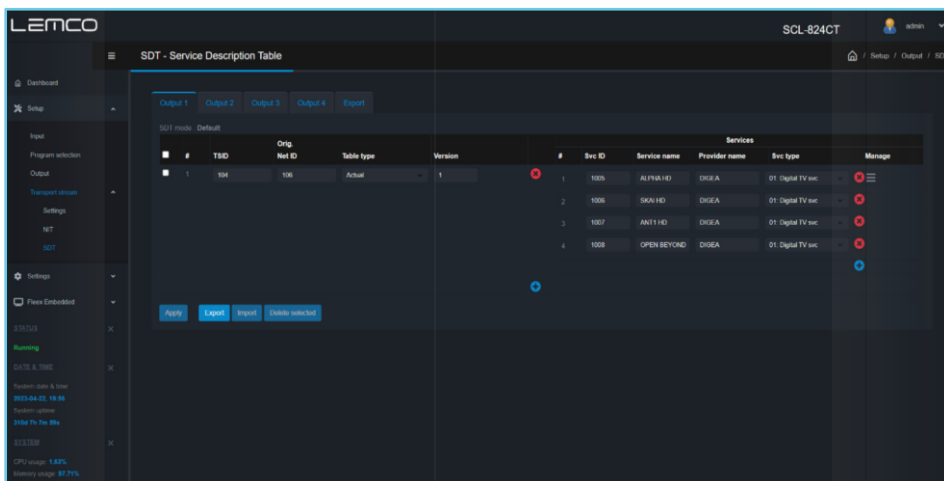 LEMCO
SCL-824CT
admin
SDT - Service Description Table
/ Setup / Output / SD
Dashboard
Setup
Input
Program selection
Output
Transport stream
Settings
NIT
SDT
Settings
Flexx Embedded
STATUS
Running
DATE & TIME
System date & time
2023-04-22, 19:56
System uptime
SYSTEM
CPU usage: 1.63%
Memory usage: 97.71%
Output 1 Output 2 Output 3 Output 4 Export
SDT mode: Default
Services
# TSID Orig. Net ID Table type Version # Svc ID Service name Provider name Svc type Manage
1 104 106 Actual 1 1 1005 ALPHA HD DIGEA 01: Digital TV svc
2 1006 SKAI HD DIGEA 01: Digital TV svc
3 1007 ANT1 HD DIGEA 01: Digital TV svc
4 1008 OPEN BEYOND DIGEA 01: Digital TV svc
Apply Export Import Delete selected